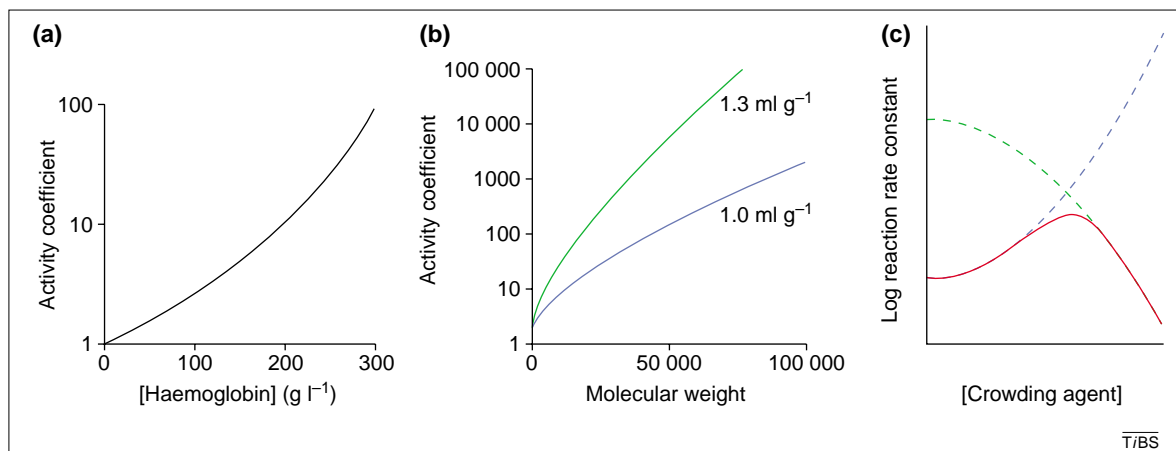 (a)
Activity coefficient
100
10
1
0
100
200
300
[Haemoglobin] (g l⁻¹)
(b)
Activity coefficient
100 000
10 000
1000
100
10
1
1.3 ml g⁻¹
1.0 ml g⁻¹
0
50 000
100 000
Molecular weight
(c)
Log reaction rate constant
[Crowding agent]
TiBS